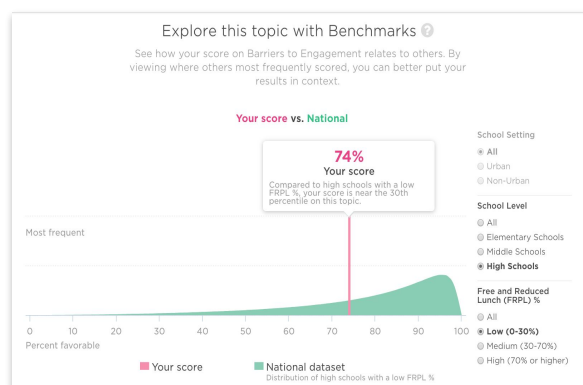 Explore this topic with Benchmarks ?
See how your score on Barriers to Engagement relates to others. By
viewing where others most frequently scored, you can better put your
results in context.
Your score vs. National
74%
Your score
Compared to high schools with a low
FRPL %, your score is near the 30th
percentile on this topic.
Most frequent
0 10 20 30 40 50 60 70 80 90 100
Percent favorable
Your score
National dataset
Distribution of high schools with a low FRPL %
School Setting
All
Urban
Non-Urban
School Level
All
Elementary Schools
Middle Schools
High Schools
Free and Reduced
Lunch (FRPL) %
All
Low (0-30%)
Medium (30-70%)
High (70% or higher)